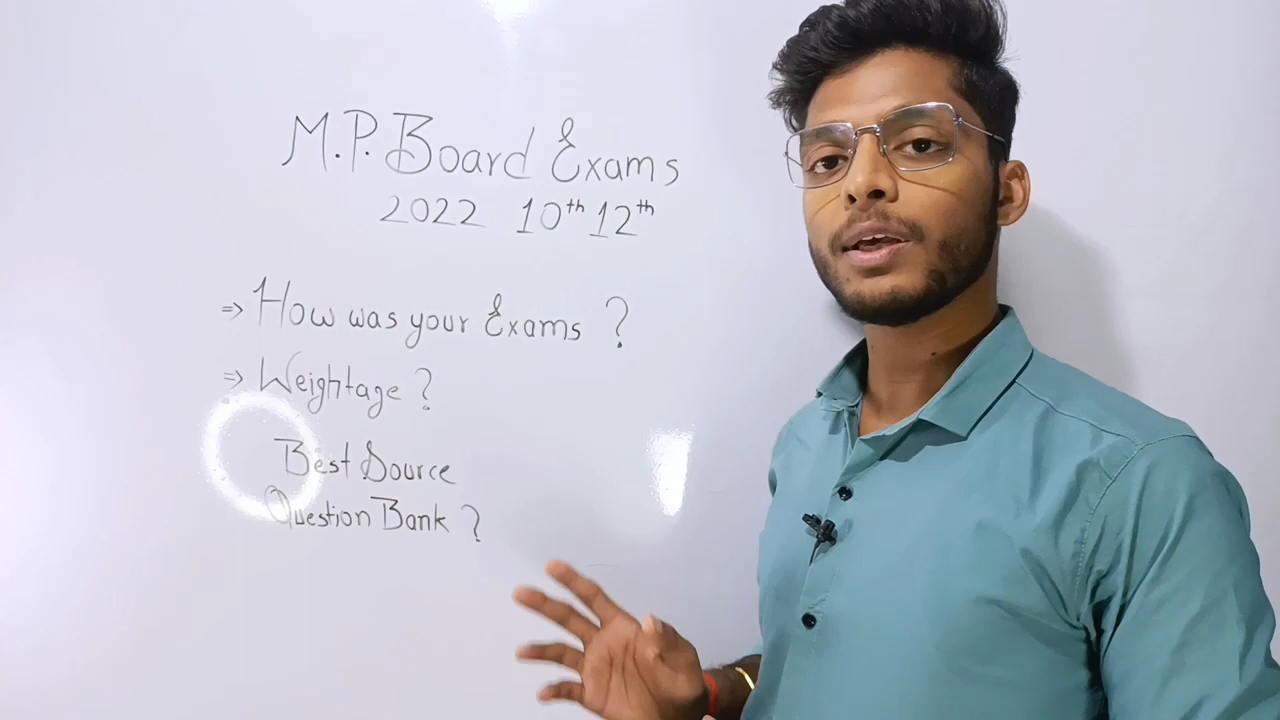 M.P. Board Exams
2022 10th 12th
⇒ How was your Exams ?
⇒ Weightage ?
Best Source
Question Bank ?